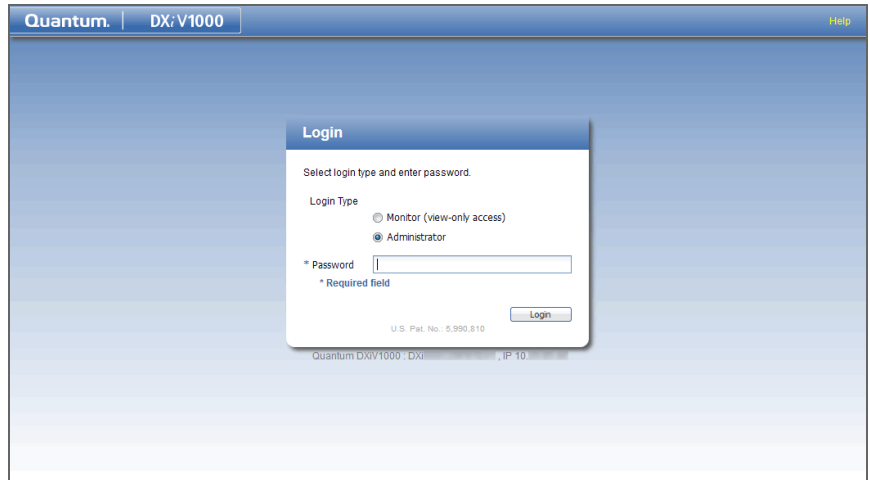 Quantum. | DXi V1000 Help
Login
Select login type and enter password.
Login Type
Monitor (view-only access)
Administrator
* Password
* Required field
Login
U.S. Pat. No.: 5,990,810
Quantum DXiV1000 : DXi , IP 10.